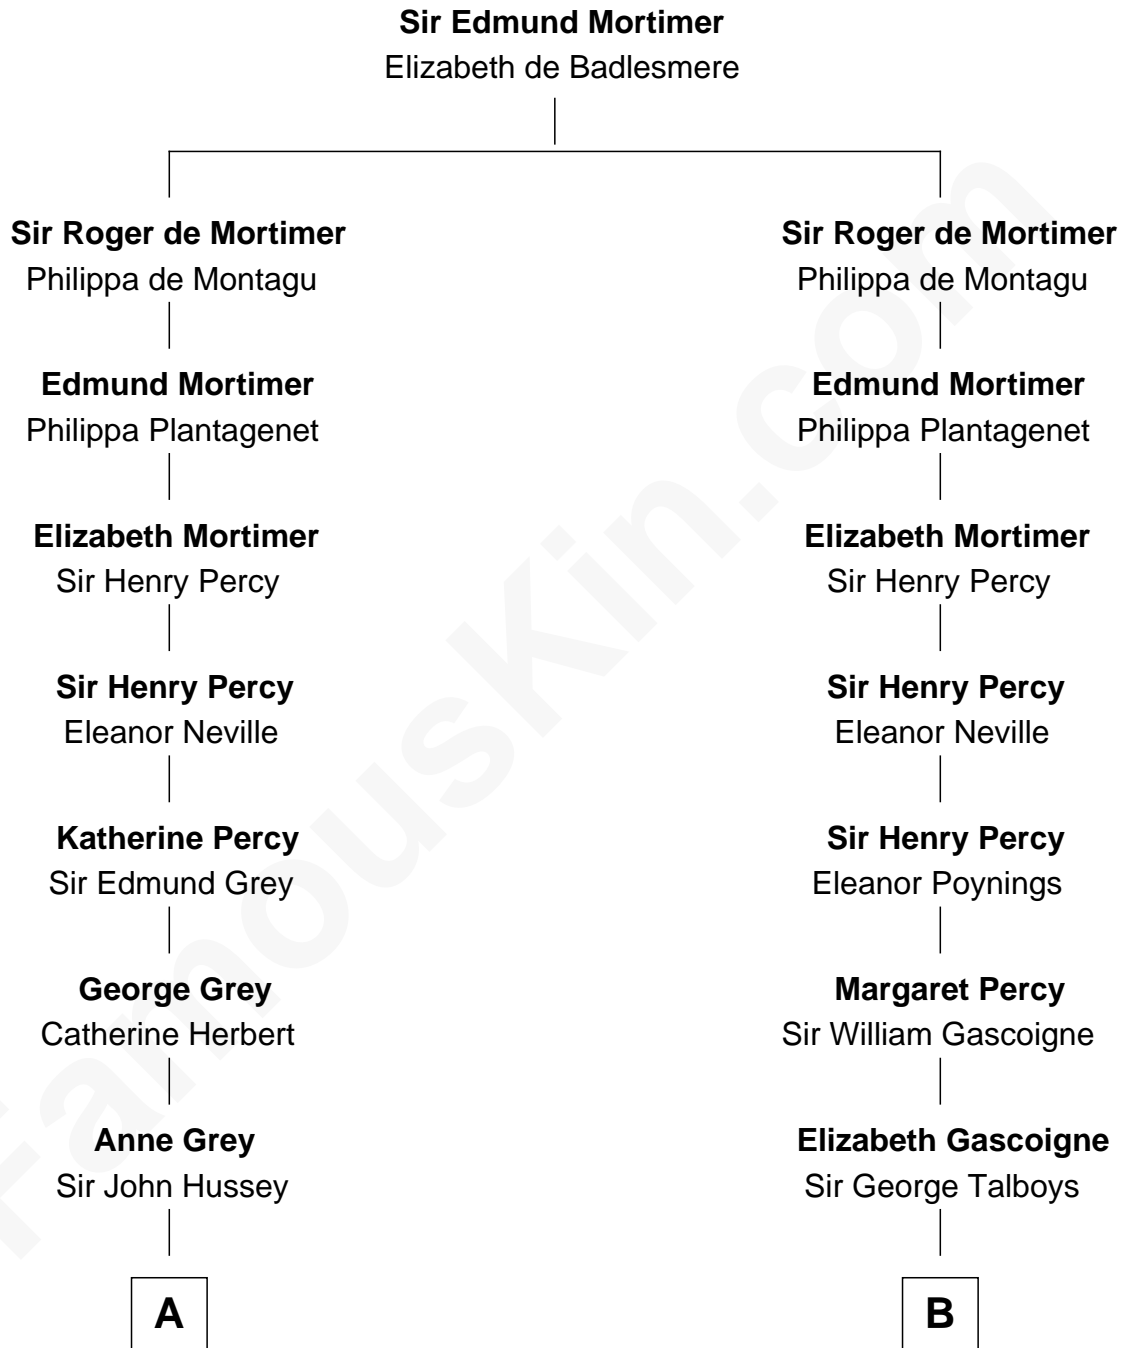 Sir Edmund Mortimer
Elizabeth de Badlesmere
Sir Roger de Mortimer
Philippa de Montagu
Edmund Mortimer
Philippa Plantagenet
Elizabeth Mortimer
Sir Henry Percy
Sir Henry Percy
Eleanor Neville
Katherine Percy
Sir Edmund Grey
George Grey
Catherine Herbert
Anne Grey
Sir John Hussey
A
Sir Roger de Mortimer
Philippa de Montagu
Edmund Mortimer
Philippa Plantagenet
Elizabeth Mortimer
Sir Henry Percy
Sir Henry Percy
Eleanor Neville
Sir Henry Percy
Eleanor Poynings
Margaret Percy
Sir William Gascoigne
Elizabeth Gascoigne
Sir George Talboys
B
FamousKin.com